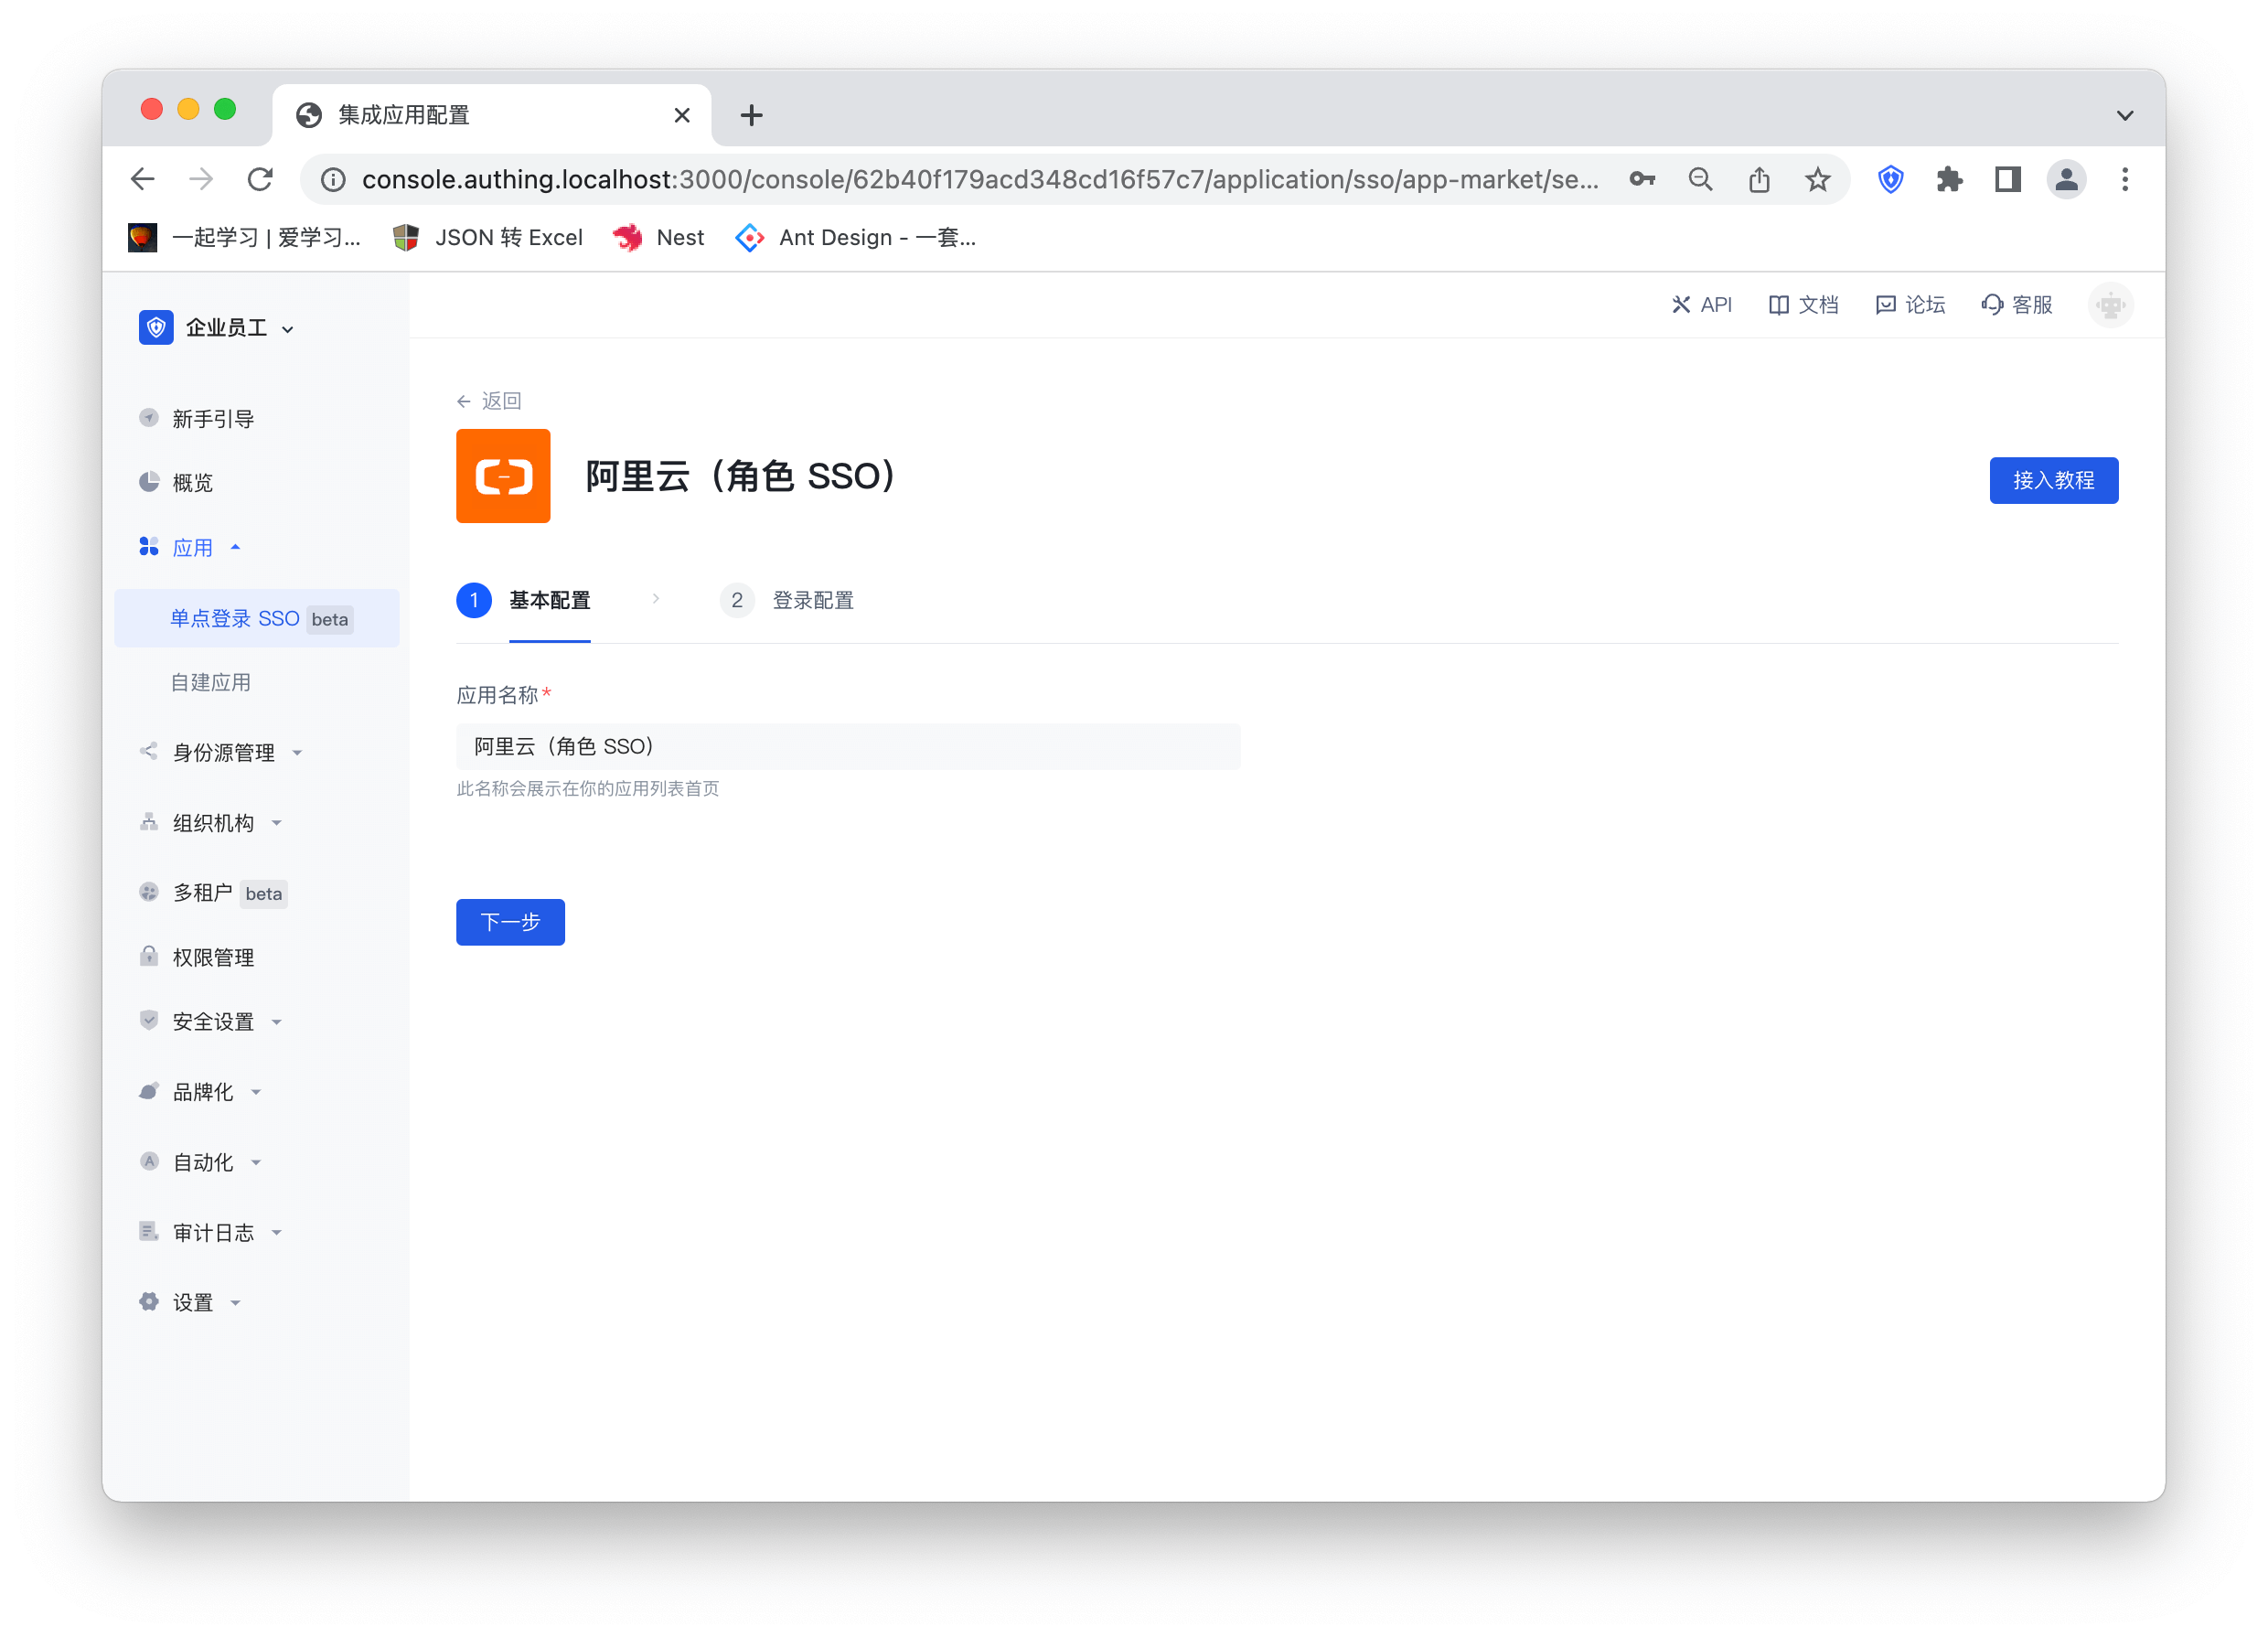 集成应用配置
console.authing.localhost:3000/console/62b40f179acd348cd16f57c7/application/sso/app-market/se...
一起学习 | 爱学习...
JSON 转 Excel
Nest
Ant Design - 一套...
企业员工
API
文档
论坛
客服
新手引导
概览
应用
单点登录 SSO beta
自建应用
身份源管理
组织机构
多租户 beta
权限管理
安全设置
品牌化
自动化
审计日志
设置
返回
阿里云（角色 SSO）
接入教程
1 基本配置
2 登录配置
应用名称*
阿里云（角色 SSO）
此名称会展示在你的应用列表首页
下一步